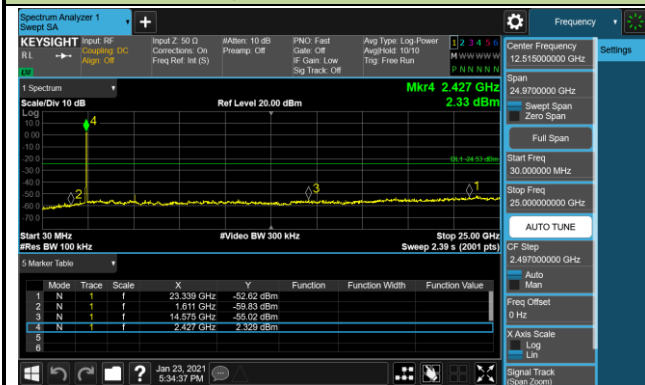 Spectrum Analyzer 1
Swept SA
+
Frequency
KEYSIGHT
RL
Input: RF
Coupling: DC
Align: Off
Input Z: 50 Ω
Corrections: On
Freq Ref: Int (S)
#Atten: 10 dB
Preamp: Off
PNO: Fast
Gate: Off
IF Gain: Low
Sig Track: Off
Avg Type: Log-Power
Avg|Hold: 10/10
Trig: Free Run
1 2 3 4 5 6
M W W W W W
P N N N N N
LU
1 Spectrum
Mkr4 2.427 GHz
2.33 dBm
Scale/Div 10 dB
Ref Level 20.00 dBm
Log
10.0
0.00
-10.0
-20.0
-30.0
-40.0
-50.0
-60.0
-70.0
4
2
3
1
DL1 -24.53 dBm
Start 30 MHz
#Video BW 300 kHz
Stop 25.00 GHz
#Res BW 100 kHz
Sweep 2.39 s (2001 pts)
5 Marker Table
Mode Trace Scale X Y Function Function Width Function Value
1 N 1 f 23.339 GHz -52.62 dBm
2 N 1 f 1.611 GHz -59.83 dBm
3 N 1 f 14.575 GHz -55.02 dBm
4 N 1 f 2.427 GHz 2.329 dBm
5
6
Jan 23, 2021
5:34:37 PM
?
Center Frequency
12.515000000 GHz
Settings
Span
24.9700000 GHz
Swept Span
Zero Span
Full Span
Start Freq
30.000000 MHz
Stop Freq
25.000000000 GHz
AUTO TUNE
CF Step
2.497000000 GHz
Auto
Man
Freq Offset
0 Hz
X Axis Scale
Log
Lin
Signal Track
(Span Zoom)